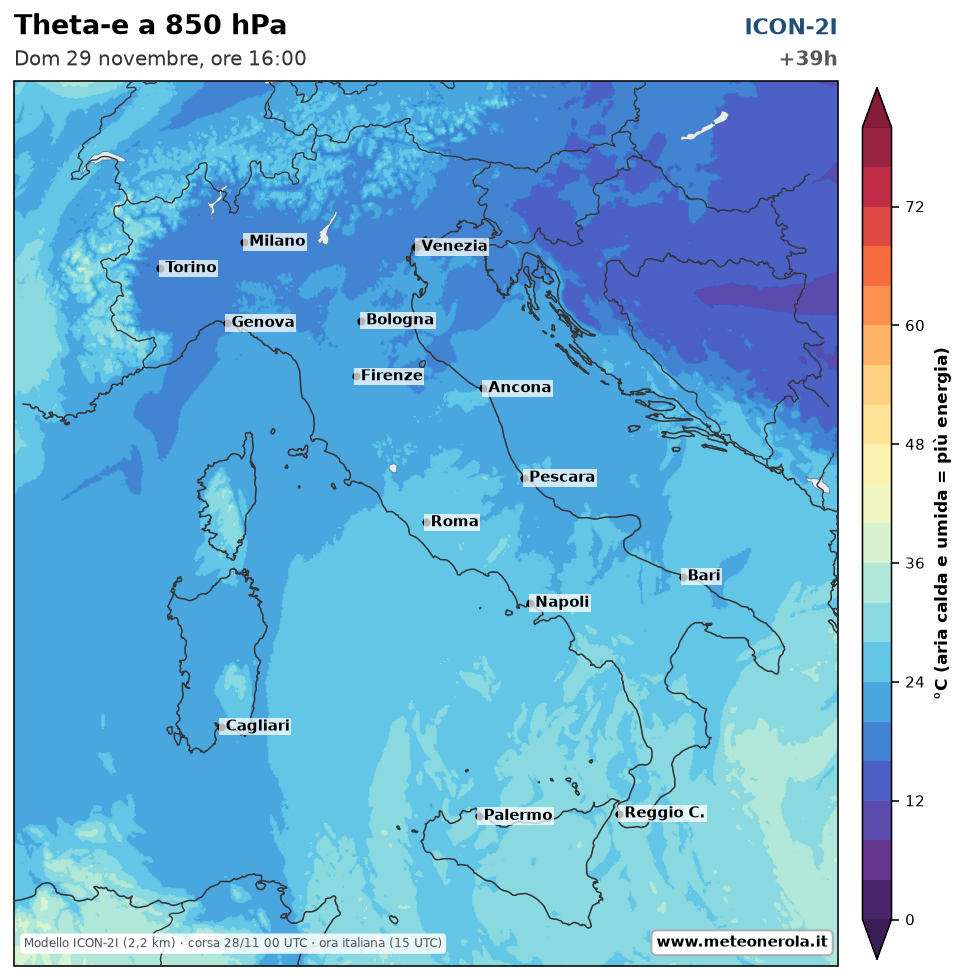 Theta-e a 850 hPa
ICON-2I
Dom 29 novembre, ore 16:00
+39h
Milano
Venezia
Torino
Genova
Bologna
Firenze
Ancona
Pescara
Roma
Bari
Napoli
Cagliari
Palermo
Reggio C.
72
60
48
36
24
12
0
°C (aria calda e umida = più energia)
Modello ICON-2I (2,2 km) · corsa 28/11 00 UTC · ora italiana (15 UTC)
www.meteonerola.it